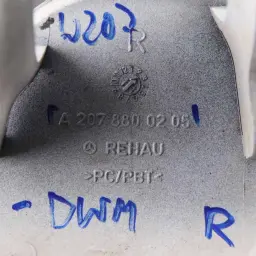 W207
R
A 207 880 02 05
REHAU
>PC/PBT<
- DWM R